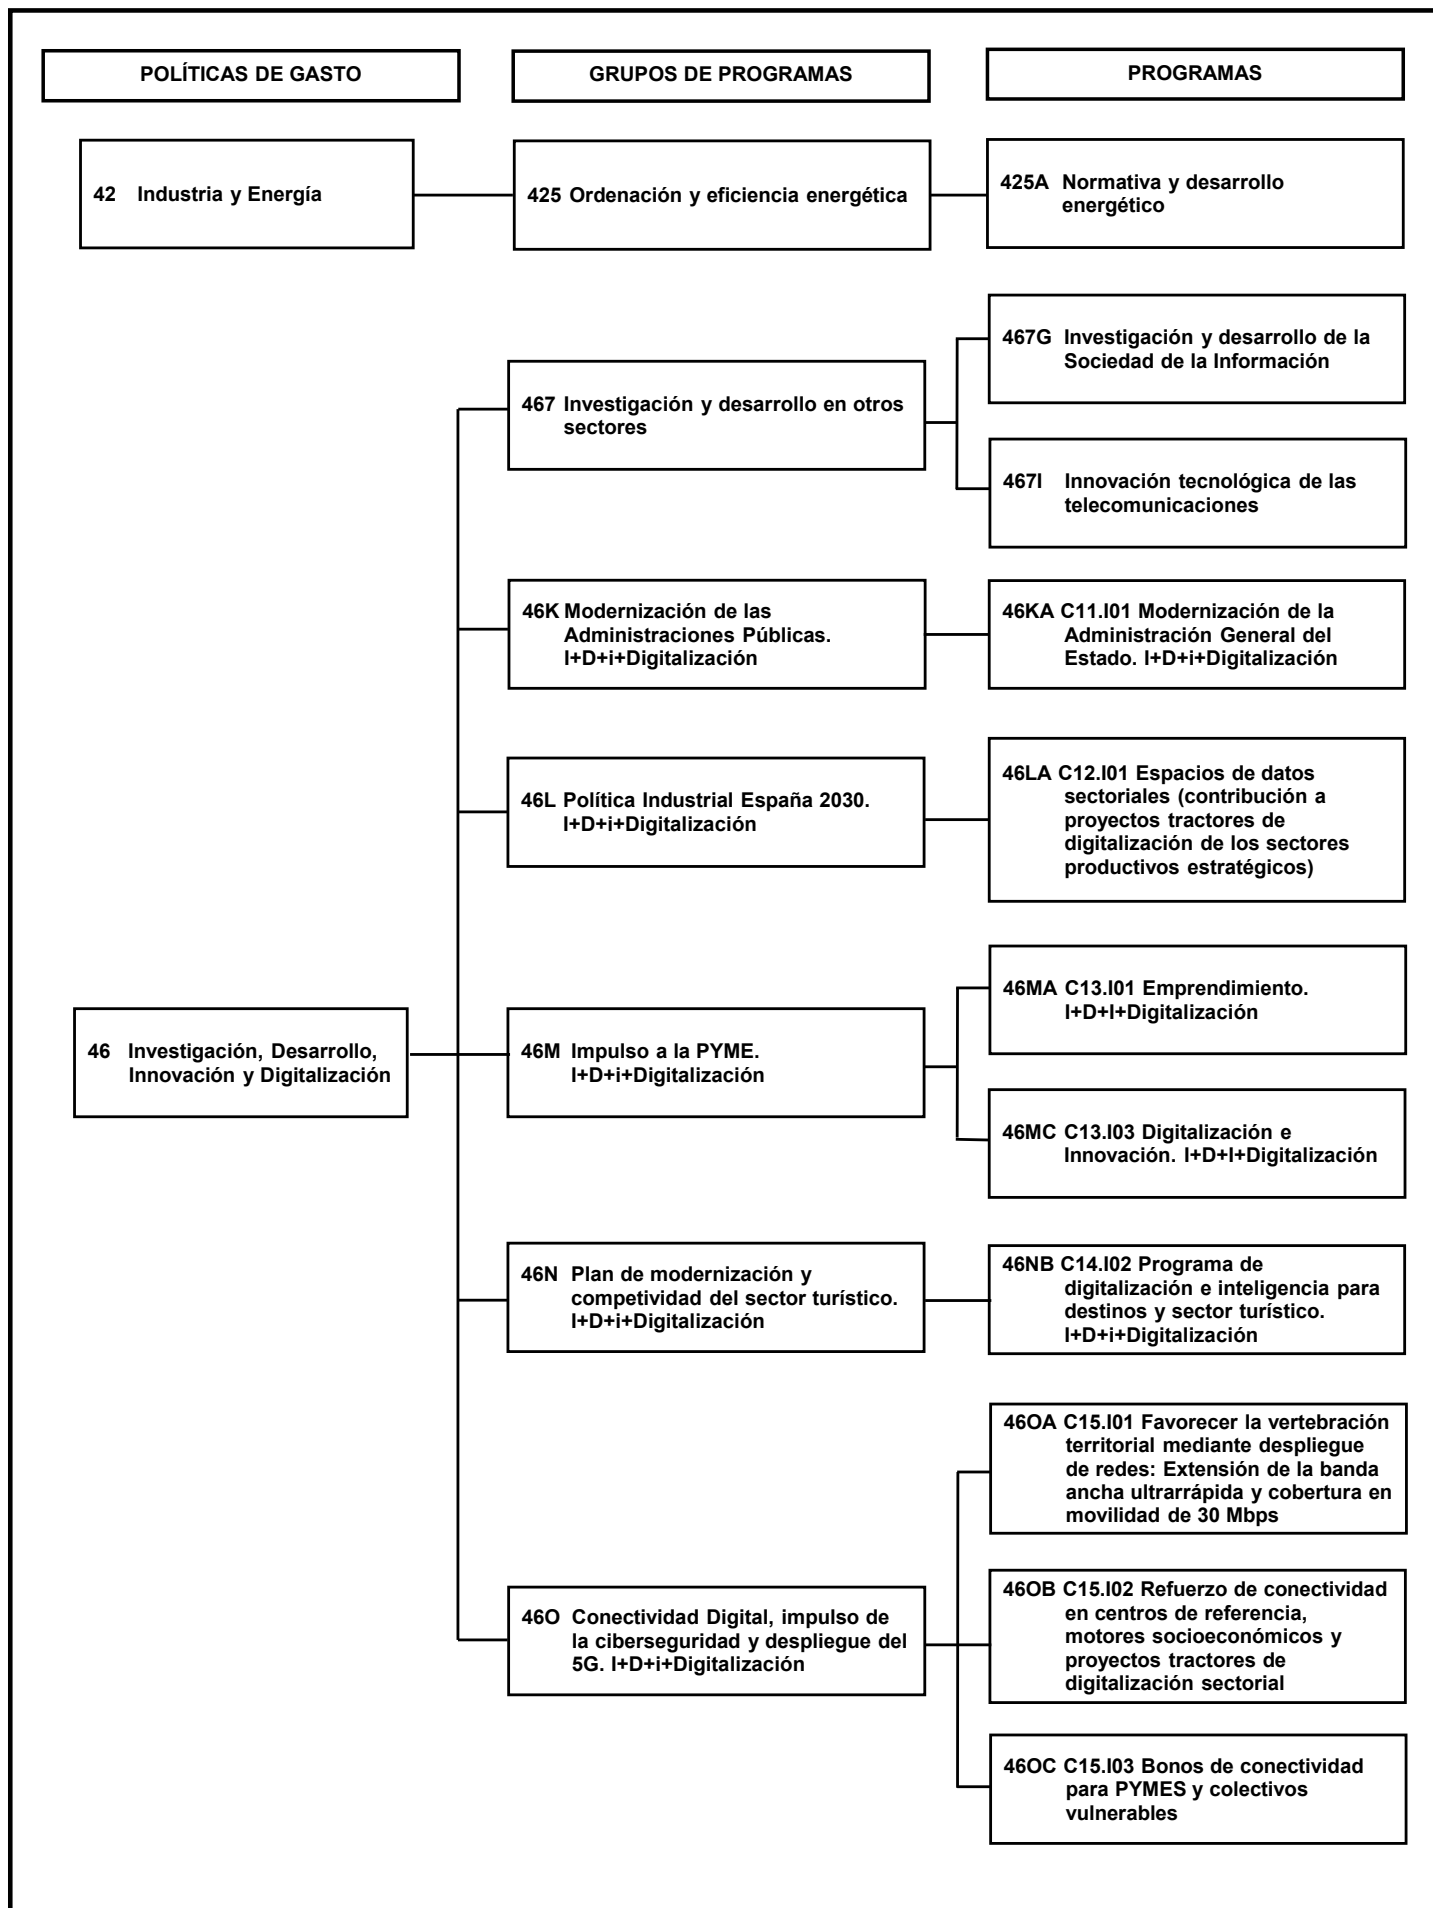 POLÍTICAS DE GASTO
GRUPOS DE PROGRAMAS
PROGRAMAS
42 Industria y Energía
425 Ordenación y eficiencia energética
425A Normativa y desarrollo
energético
467 Investigación y desarrollo en otros
sectores
467G Investigación y desarrollo de la
Sociedad de la Información
467I Innovación tecnológica de las
telecomunicaciones
46K Modernización de las
Administraciones Públicas.
I+D+i+Digitalización
46KA C11.I01 Modernización de la
Administración General del
Estado. I+D+i+Digitalización
46L Política Industrial España 2030.
I+D+i+Digitalización
46LA C12.I01 Espacios de datos
sectoriales (contribución a
proyectos tractores de
digitalización de los sectores
productivos estratégicos)
46 Investigación, Desarrollo,
Innovación y Digitalización
46M Impulso a la PYME.
I+D+i+Digitalización
46MA C13.I01 Emprendimiento.
I+D+I+Digitalización
46MC C13.I03 Digitalización e
Innovación. I+D+I+Digitalización
46N Plan de modernización y
competividad del sector turístico.
I+D+i+Digitalización
46NB C14.I02 Programa de
digitalización e inteligencia para
destinos y sector turístico.
I+D+i+Digitalización
46O Conectividad Digital, impulso de
la ciberseguridad y despliegue del
5G. I+D+i+Digitalización
46OA C15.I01 Favorecer la vertebración
territorial mediante despliegue
de redes: Extensión de la banda
ancha ultrarrápida y cobertura en
movilidad de 30 Mbps
46OB C15.I02 Refuerzo de conectividad
en centros de referencia,
motores socioeconómicos y
proyectos tractores de
digitalización sectorial
46OC C15.I03 Bonos de conectividad
para PYMES y colectivos
vulnerables